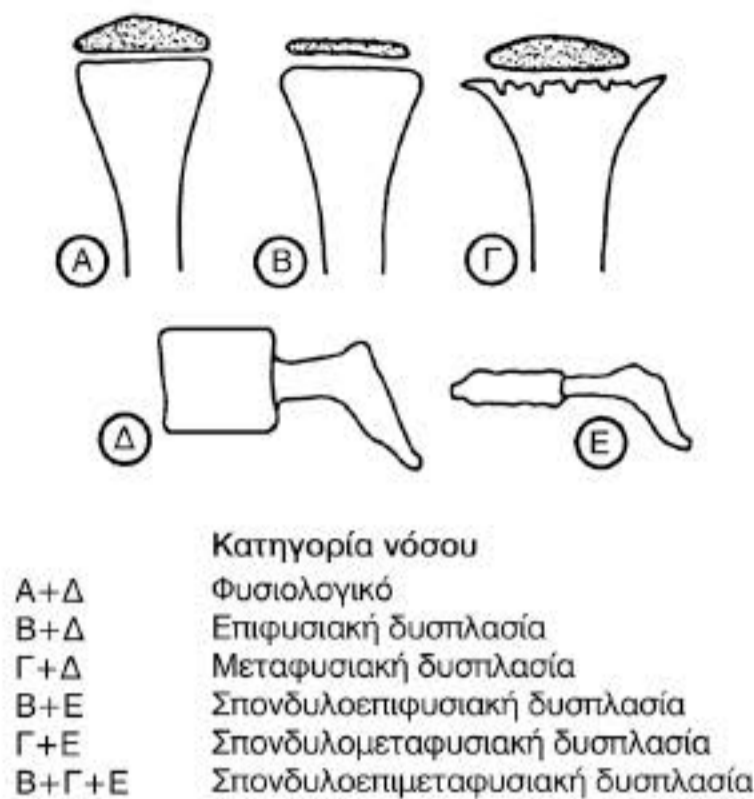 Α Β Γ
Δ Ε
Κατηγορία νόσου
Α+Δ Φυσιολογικό
Β+Δ Επιφυσιακή δυσπλασία
Γ+Δ Μεταφυσιακή δυσπλασία
Β+Ε Σπονδυλοεπιφυσιακή δυσπλασία
Γ+Ε Σπονδυλομεταφυσιακή δυσπλασία
Β+Γ+Ε Σπονδυλοεπιμεταφυσιακή δυσπλασία